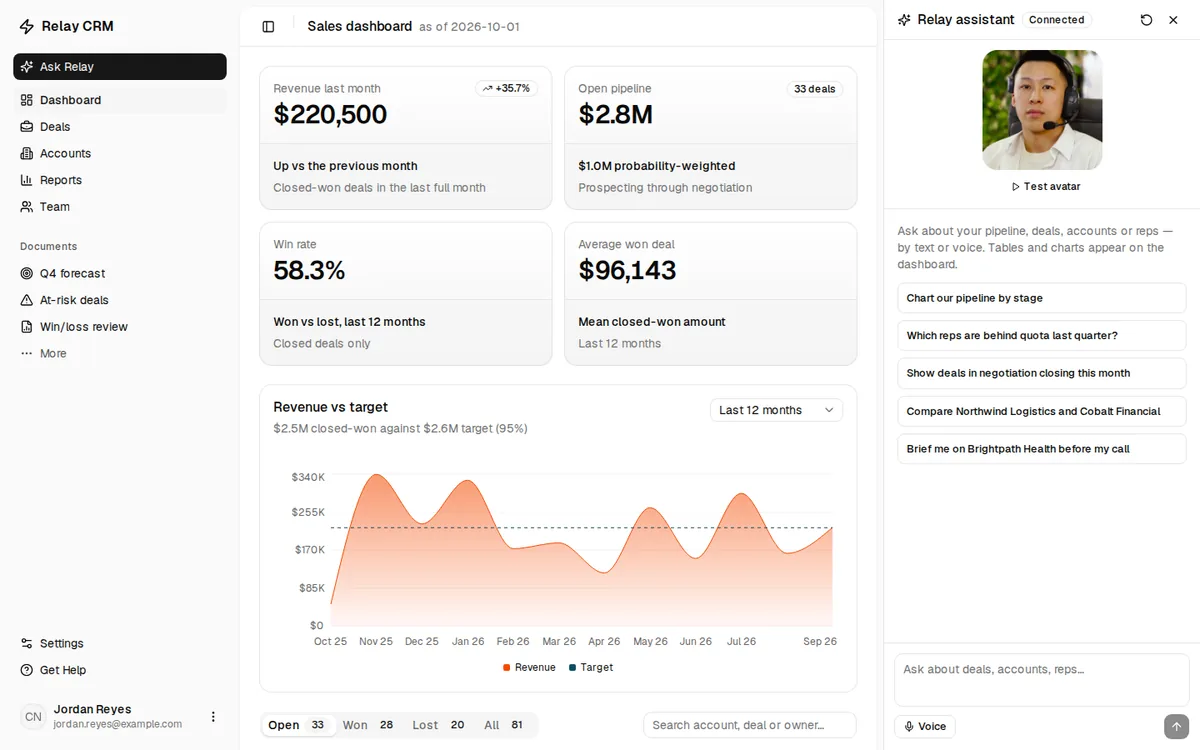 Relay CRM
Ask Relay
Dashboard
Deals
Accounts
Reports
Team
Documents
Q4 forecast
At-risk deals
Win/loss review
More
Settings
Get Help
CN
Jordan Reyes
jordan.reyes@example.com
Sales dashboard as of 2026-10-01
Revenue last month
+35.7%
$220,500
Up vs the previous month
Closed-won deals in the last full month
Open pipeline
33 deals
$2.8M
$1.0M probability-weighted
Prospecting through negotiation
Win rate
58.3%
Won vs lost, last 12 months
Closed deals only
Average won deal
$96,143
Mean closed-won amount
Last 12 months
Revenue vs target
$2.5M closed-won against $2.6M target (95%)
Last 12 months
$340K
$255K
$170K
$85K
$0
Oct 25 Nov 25 Dec 25 Jan 26 Feb 26 Mar 26 Apr 26 May 26 Jun 26 Jul 26 Sep 26
Revenue Target
Open 33 Won 28 Lost 20 All 81
Search account, deal or owner...
Relay assistant Connected
Test avatar
Ask about your pipeline, deals, accounts or reps —
by text or voice. Tables and charts appear on the
dashboard.
Chart our pipeline by stage
Which reps are behind quota last quarter?
Show deals in negotiation closing this month
Compare Northwind Logistics and Cobalt Financial
Brief me on Brightpath Health before my call
Ask about deals, accounts, reps...
Voice